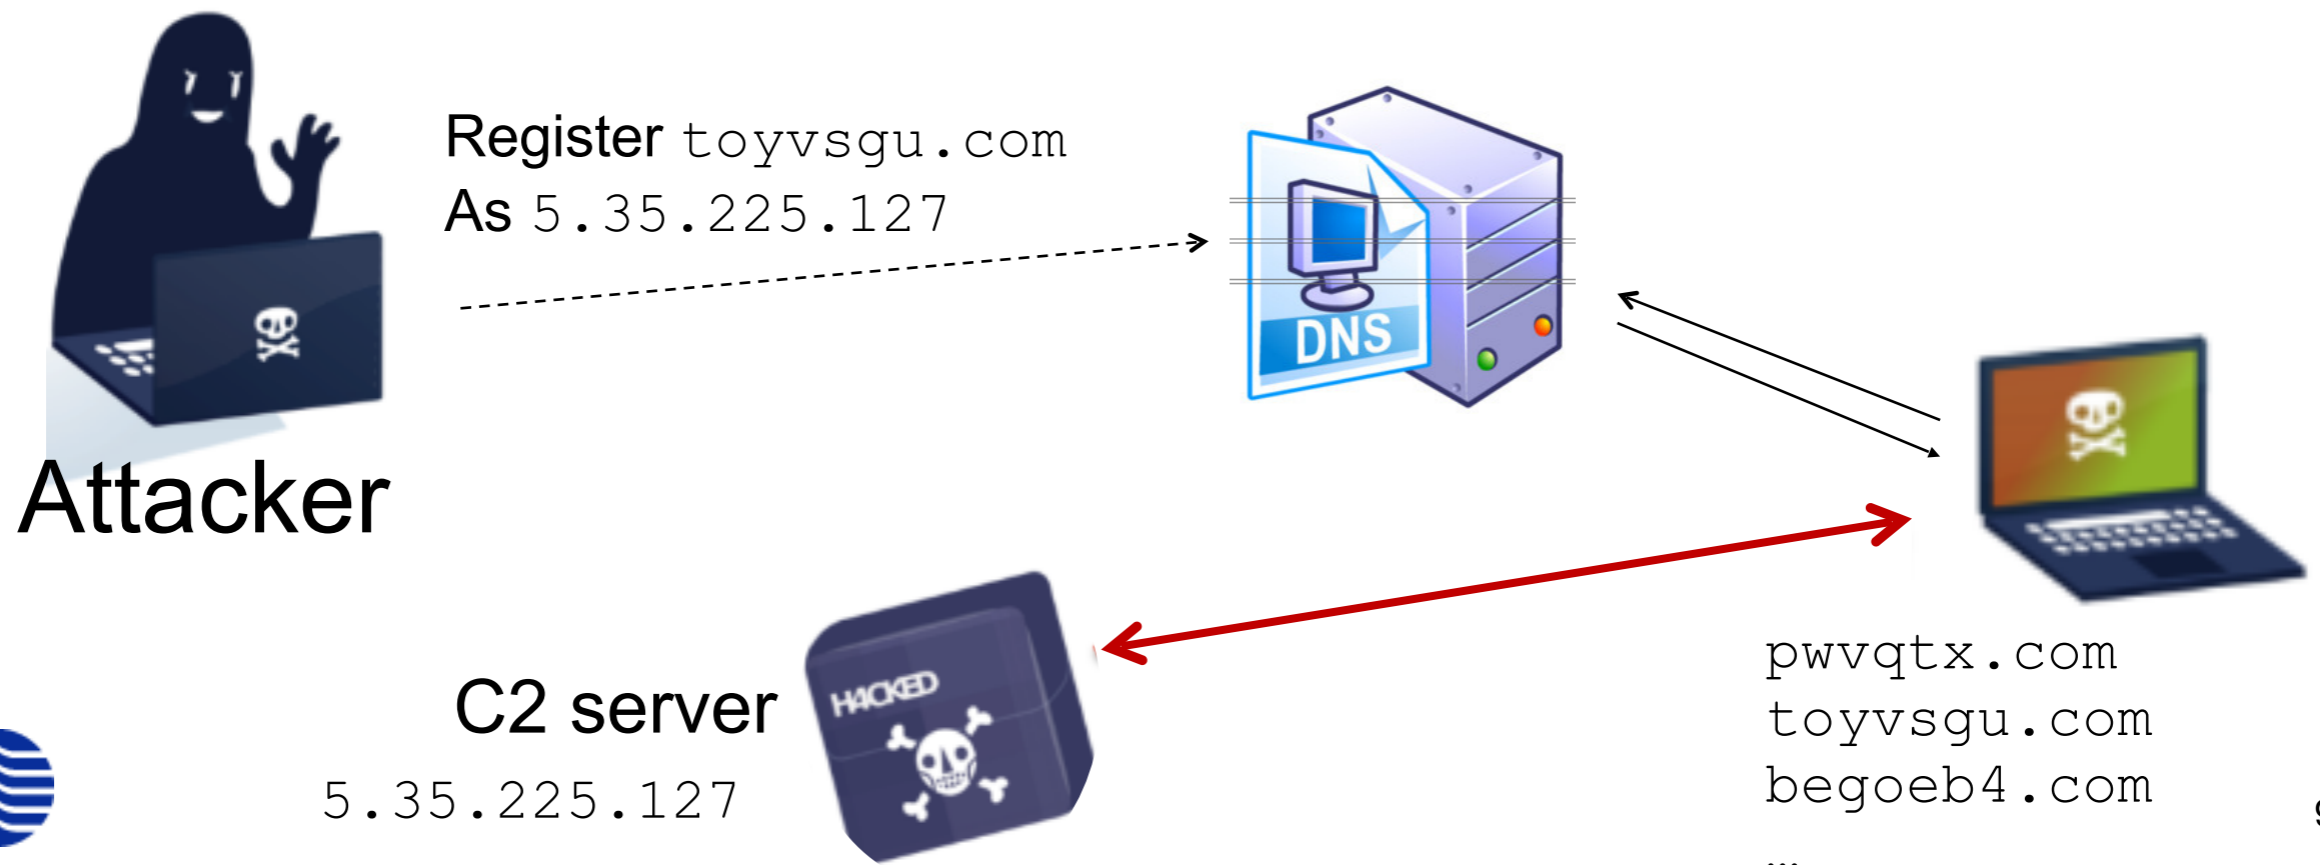 Register toyvsgu.com
As 5.35.225.127
DNS
Attacker
HACKED
C2 server
5.35.225.127
pwvqtx.com
toyvsgu.com
begoeb4.com
…